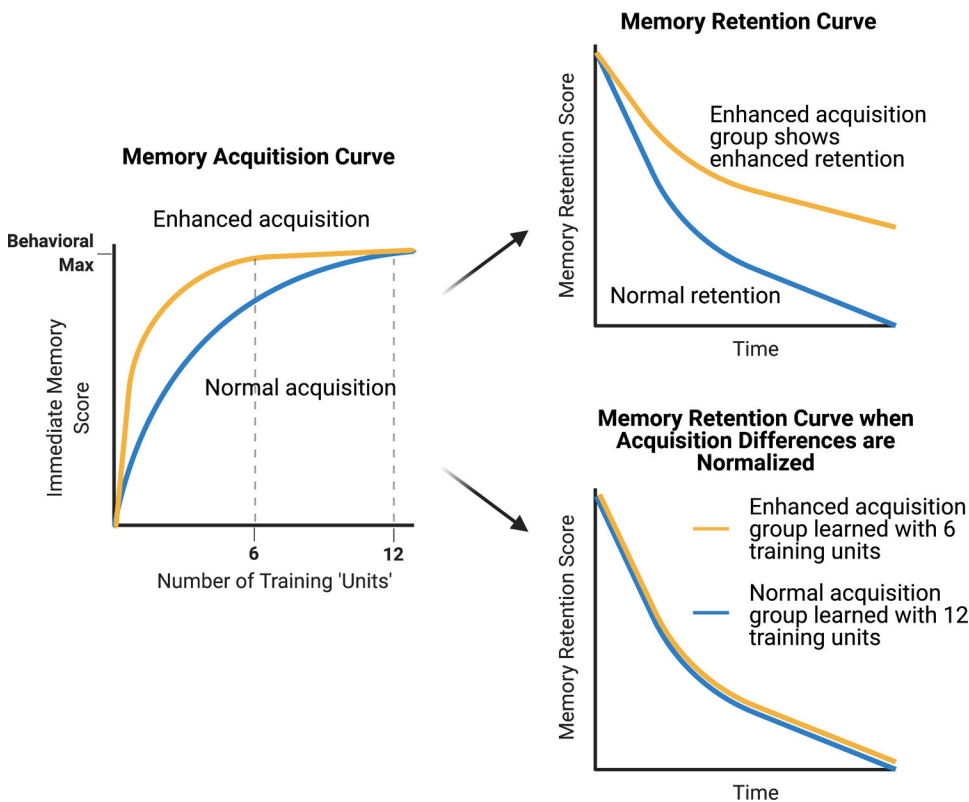 Memory Acquitision Curve
Enhanced acquisition
Behavioral
Max
Immediate Memory
Score
Normal acquisition
6
12
Number of Training 'Units'
Memory Retention Curve
Memory Retention Score
Enhanced acquisition
group shows
enhanced retention
Normal retention
Time
Memory Retention Curve when
Acquisition Differences are
Normalized
Memory Retention Score
Enhanced acquisition
group learned with 6
training units
Normal acquisition
group learned with 12
training units
Time